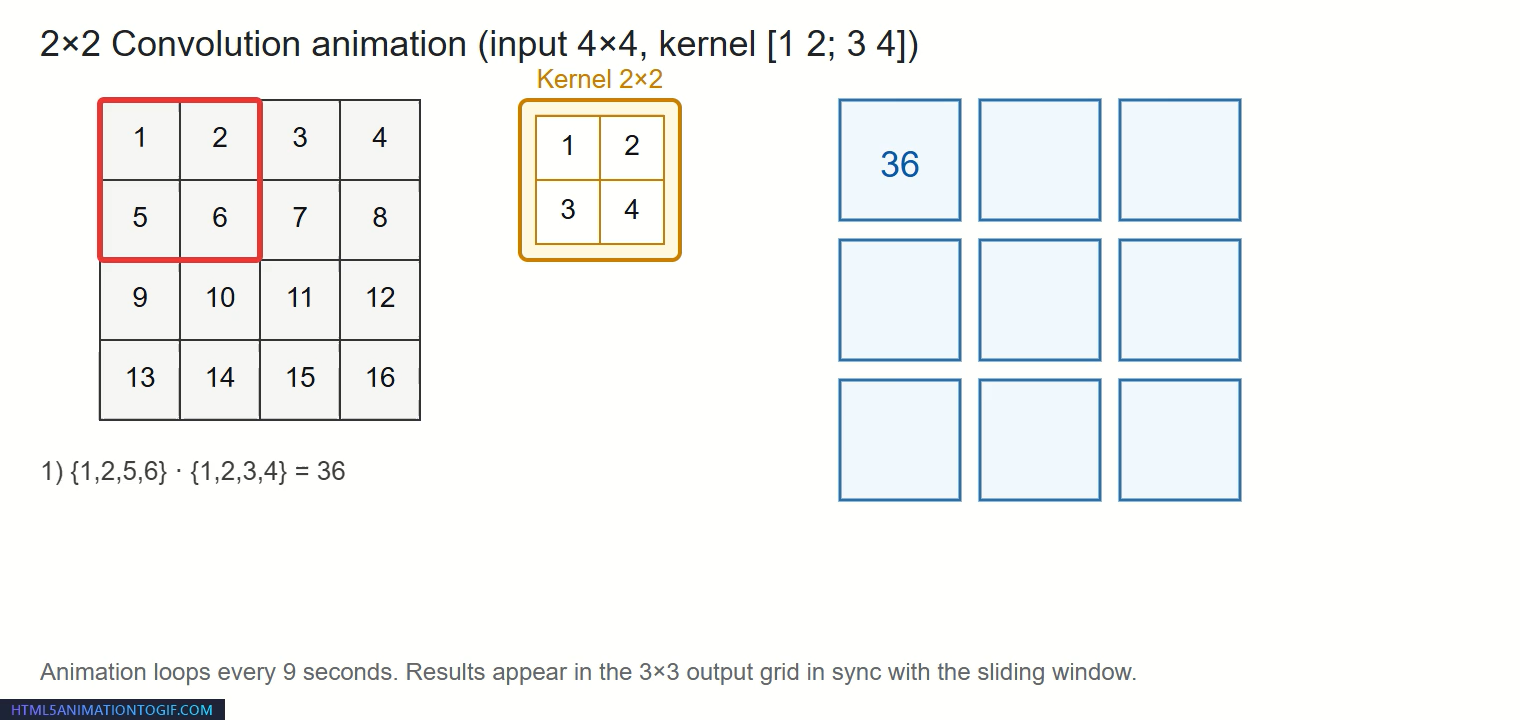 2×2 Convolution animation (input 4×4, kernel [1 2; 3 4])
Kernel 2×2
1 2 3 4
5 6 7 8
9 10 11 12
13 14 15 16
1 2
3 4
36
1) {1,2,5,6} · {1,2,3,4} = 36
Animation loops every 9 seconds. Results appear in the 3×3 output grid in sync with the sliding window.
HTML5ANIMATIONTOGIF.COM